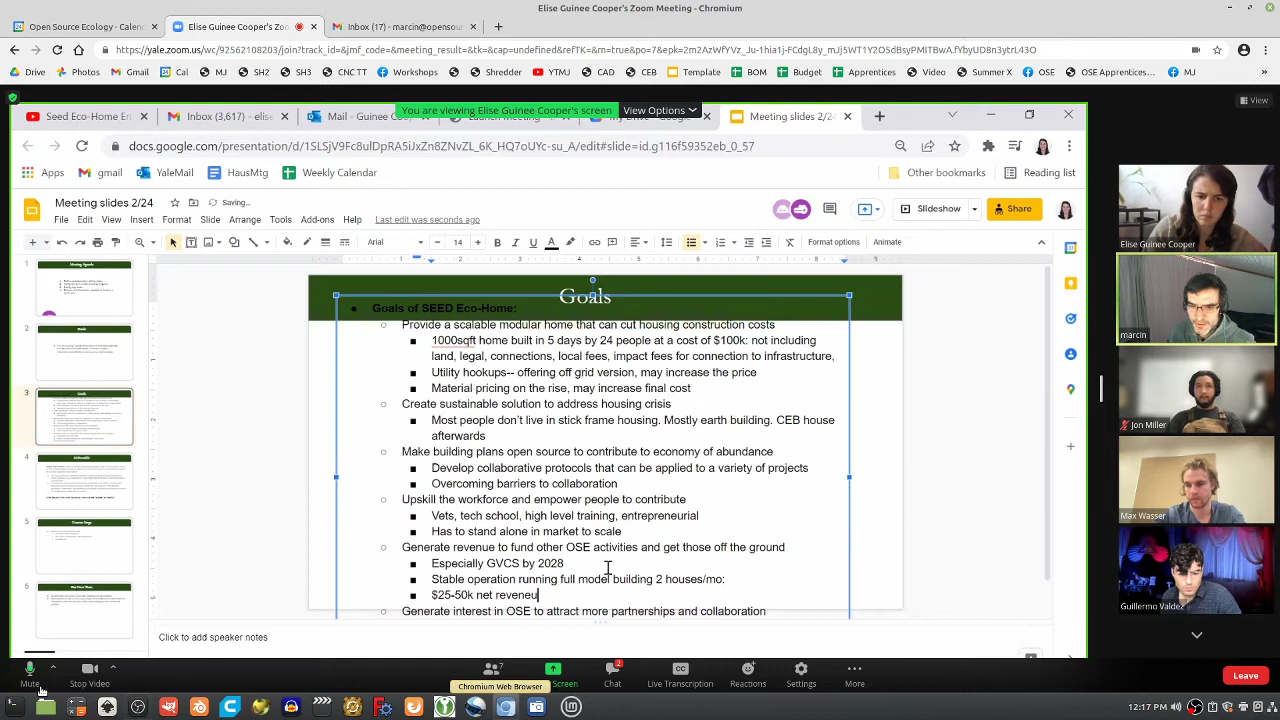 Elise Guinee Cooper's Zoom Meeting - Chromium
Open Source Ecology - Calen
Elise Guinee Cooper's Zoo
Inbox (17) - marcin@opensou
https://yale.zoom.us/wc/92562108203/join?track_id=&jmf_code=&meeting_result=&tk=&cap=undefined&refTK=&rn=true&po=7&epk=
Drive
Photos
Gmail
Cal
MJ
SH2
SH3
CNC TT
Workshops
Shredder
YTMJ
CAD
CEB
Template
BOM
Budget
Apprentices
Video
Summer X
OSE
OSE Apprentices...
MJ
View
You are viewing Elise Guinee Cooper's screen
View Options
Seed Eco-Home En
Inbox (3,617) - elise
Meeting slides 2/24
docs.google.com/presentation/d/
Apps
gmail
YaleMail
HausMtg
Weekly Calendar
Other bookmarks
Reading list
Meeting slides 2/24
Saving...
File
Edit
View
Insert
Format
Slide
Arrange
Tools
Add-ons
Help
Last edit was seconds ago
Slideshow
Share
Arial
14
Format options
Animate
Goals
Goals of SEED Eco-Home:
Provide a scalable modular home that can cut housing construction costs
1000sqft home built in 5 days by 24 people at a cost of $100k: not including
land, legal, connections, local fees, impact fees for connection to infrastructure,
Utility hookups-- offering off grid version, may increase the price
Material pricing on the rise, may increase final cost
Create sustainable solution to address housing crisis
Most people don't live in stick frame housing. Mostly earth building. CEB house
afterwards
Make building plans open source to contribute to economy of abundance
Develop collaborative protocols that can be applied to a variety of projects
Overcoming barriers to collaboration
Upskill the workforce and empower people to contribute
Vets, tech school, high level training, entrepreneurial
Has to stand alone in market to scale
Generate revenue to fund other OSE activities and get those off the ground
Especially GVCS by 2028
Stable operation running full model building 2 houses/mo:
$25-50k net revenue
Generate interest in OSE to attract more partnerships and collaboration
Click to add speaker notes
Elise Guinee Cooper
marcin
Jon Miller
Max Wasser
Guillermo Valdez
Mute
Stop Video
7
Chromium Web Browser
Screen
2
Chat
Live Transcription
Reactions
Settings
More
Leave
12:17 PM